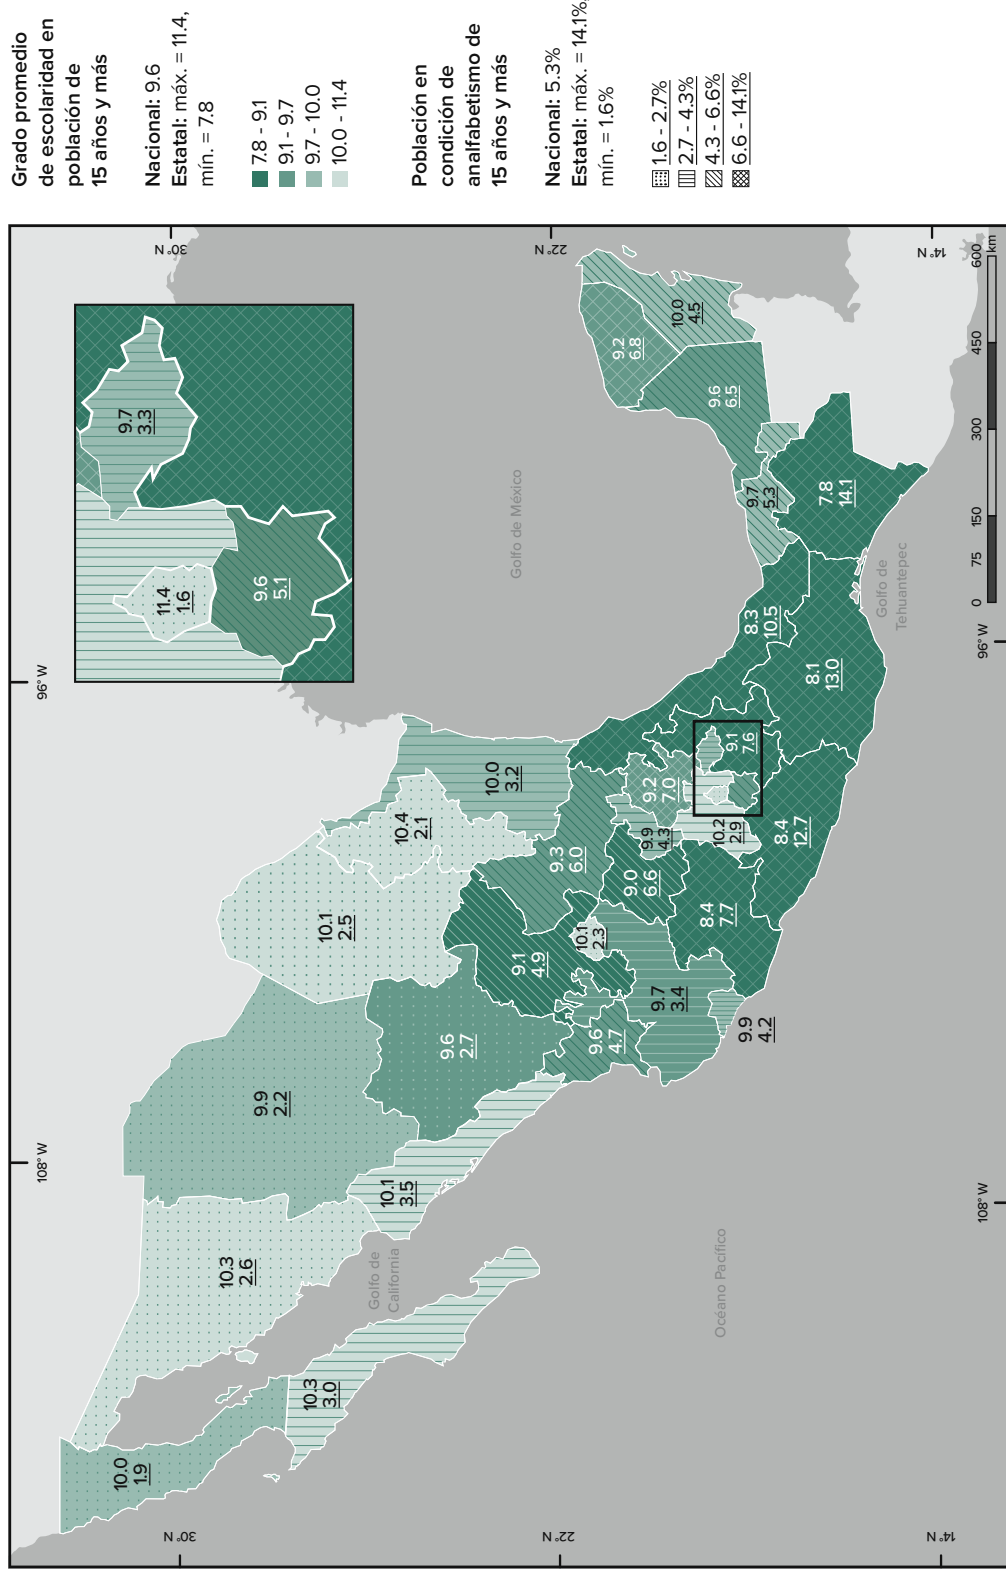 Grado promedio
de escolaridad en
población de
15 años y más
Nacional: 9.6
Estatal: máx. = 11.4,
mín. = 7.8
7.8 - 9.1
9.1 - 9.7
9.7 - 10.0
10.0 - 11.4
Población en
condición de
analfabetismo de
15 años y más
Nacional: 5.3%
Estatal: máx. = 14.1%,
mín. = 1.6%
1.6 - 2.7%
2.7 - 4.3%
4.3 - 6.6%
6.6 - 14.1%
108° W
96° W
30° N
30° N
22° N
22° N
14° N
14° N
108° W
96° W
10.0
1.9
10.3
3.0
10.3
2.6
9.9
2.2
10.1
3.5
10.1
2.5
9.6
2.7
10.4
2.1
10.0
3.2
9.1
4.9
9.3
6.0
9.6
4.7
10.1
2.3
9.7
3.4
9.9
4.2
9.0
6.6
9.9
4.3
9.2
7.0
8.4
7.7
10.2
2.9
9.1
7.6
8.4
12.7
8.3
10.5
8.1
13.0
9.7
5.3
7.8
14.1
9.6
6.5
9.2
6.8
10.0
4.5
11.4
1.6
9.6
5.1
9.7
3.3
Golfo de
California
Golfo de México
Océano Pacífico
Golfo de
Tehuantepec
0 75 150 300 450 600
km